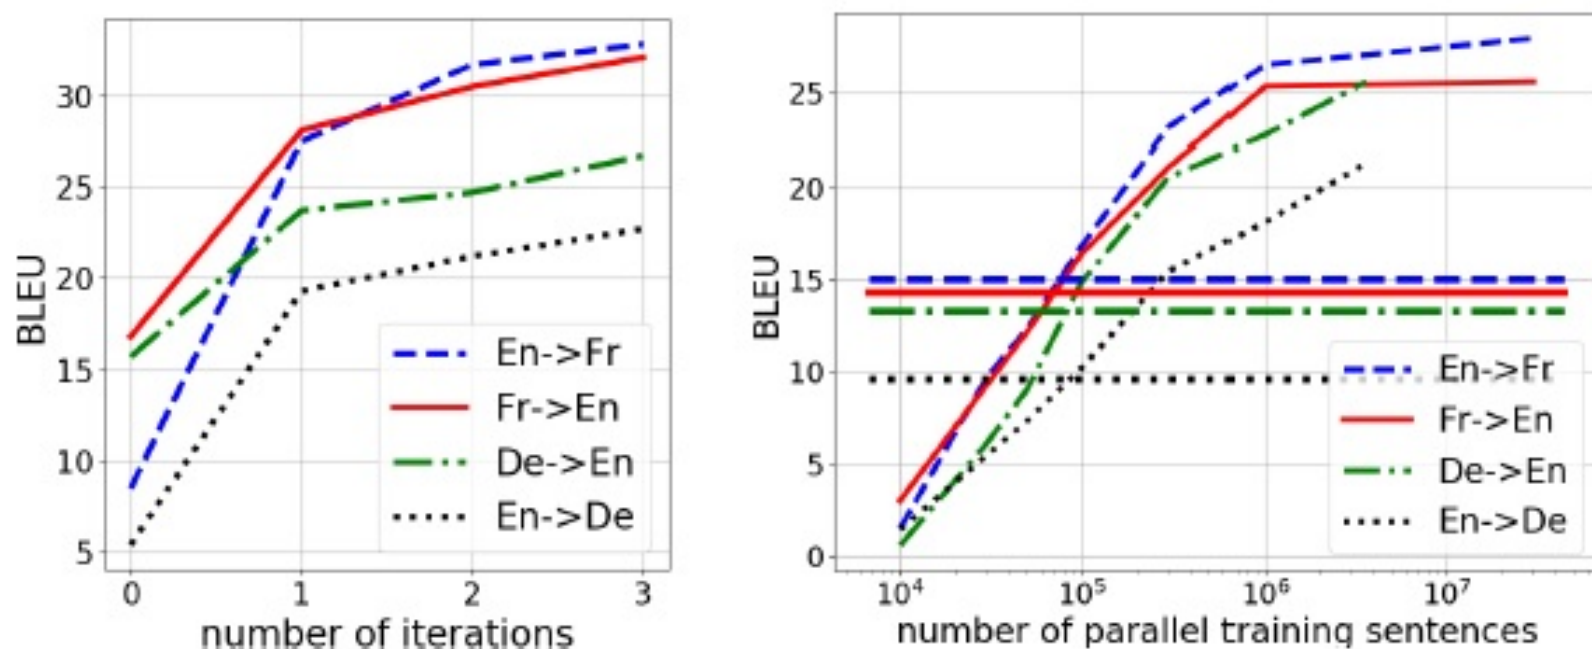 BLEU
30
25
20
15
10
5
En->Fr
Fr->En
De->En
En->De
0 1 2 3
number of iterations
BLEU
25
20
15
10
5
0
En->Fr
Fr->En
De->En
En->De
10⁴ 10⁵ 10⁶ 10⁷
number of parallel training sentences